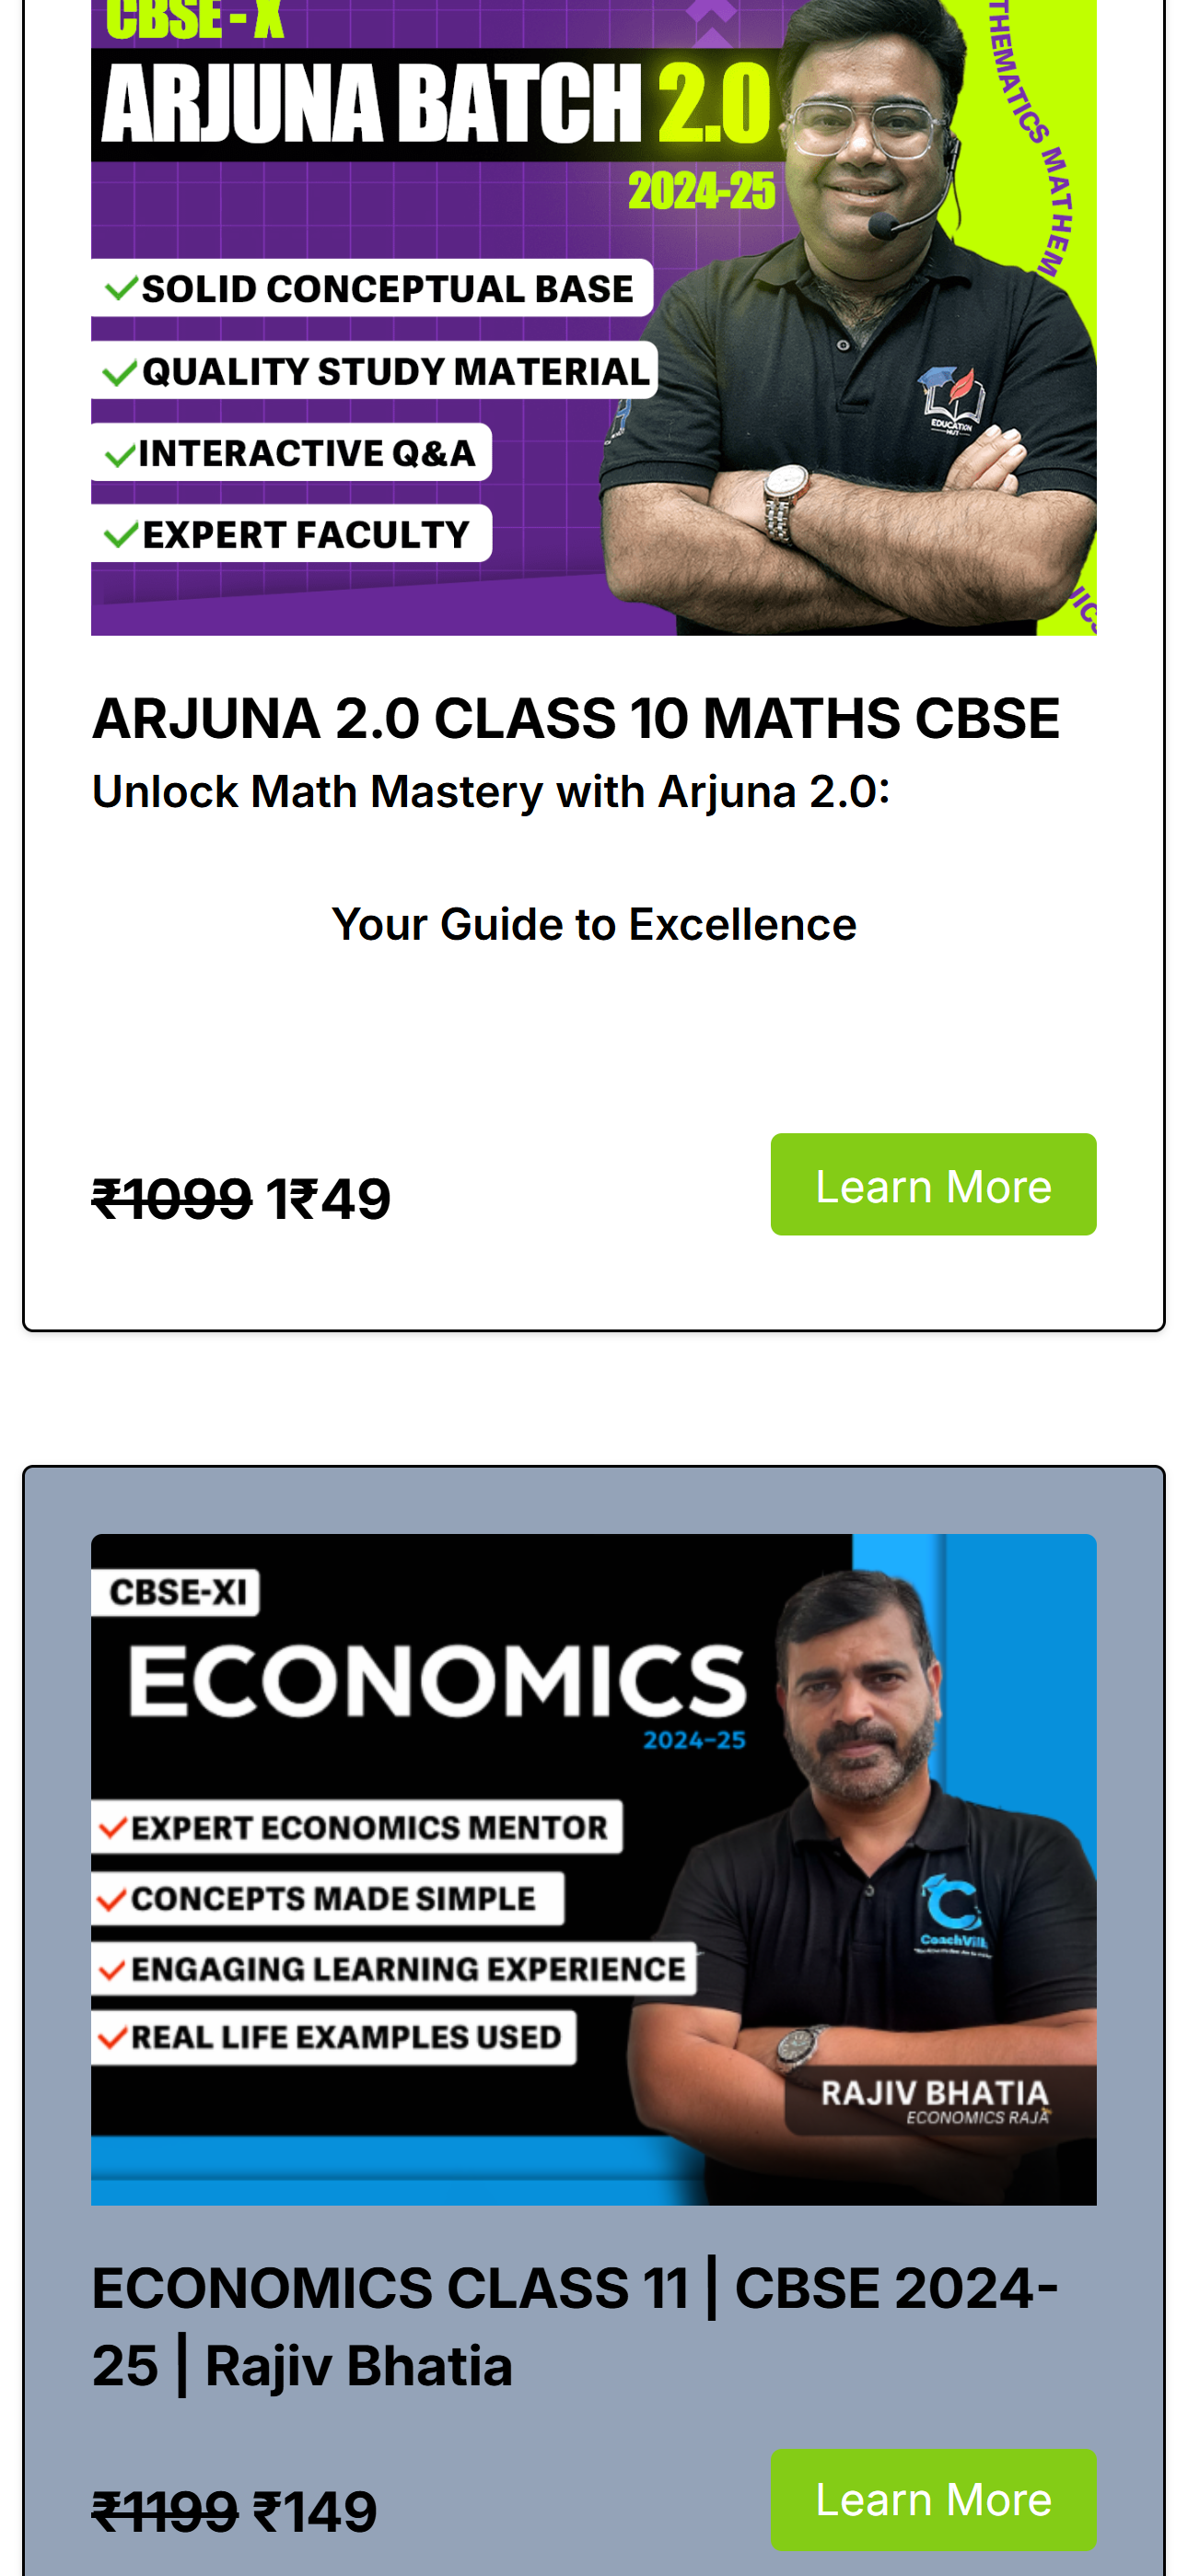 CBSE - X
ARJUNA BATCH 2.0
2024-25
THEMATICS MATHEM
SOLID CONCEPTUAL BASE
QUALITY STUDY MATERIAL
INTERACTIVE Q&A
EXPERT FACULTY
EDUCATION
HUT
ARJUNA 2.0 CLASS 10 MATHS CBSE
Unlock Math Mastery with Arjuna 2.0:
Your Guide to Excellence
₹1099 1₹49
Learn More
CBSE-XI
ECONOMICS
2024-25
EXPERT ECONOMICS MENTOR
CONCEPTS MADE SIMPLE
ENGAGING LEARNING EXPERIENCE
REAL LIFE EXAMPLES USED
CoachVill
RAJIV BHATIA
ECONOMICS RAJA
ECONOMICS CLASS 11 | CBSE 2024-
25 | Rajiv Bhatia
₹1199 ₹149
Learn More